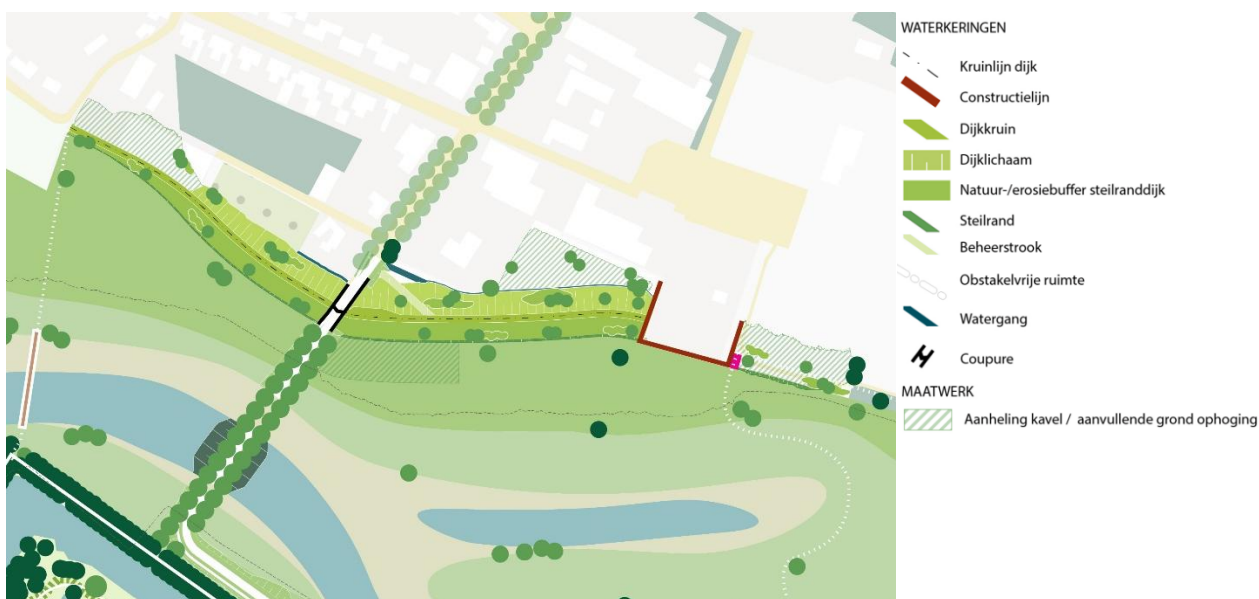 WATERKERINGEN
Kruinlijn dijk
Constructielijn
Dijkkruin
Dijklichaam
Natuur-/erosiebuffer steilranddijk
Steilrand
Beheerstrook
Obstakelvrije ruimte
Watergang
Coupure
MAATWERK
Aanheling kavel / aanvullende grond ophoging